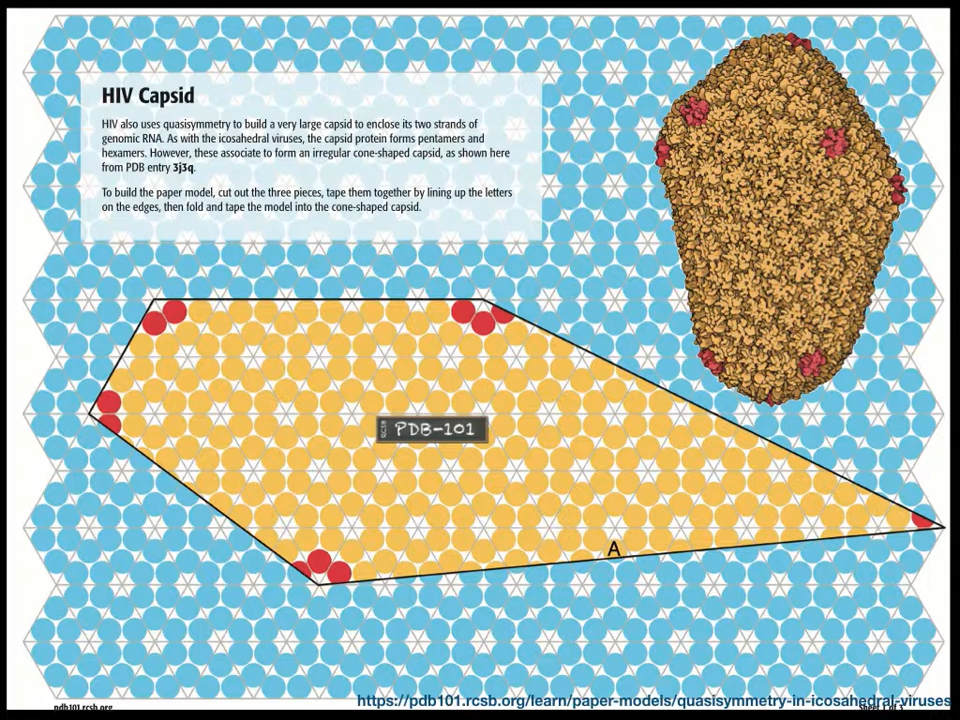 HIV Capsid
HIV also uses quasisymmetry to build a very large capsid to enclose its two strands of
genomic RNA. As with the icosahedral viruses, the capsid protein forms pentamers and
hexamers. However, these associate to form an irregular cone-shaped capsid, as shown here
from PDB entry 3j3q.
To build the paper model, cut out the three pieces, tape them together by lining up the letters
on the edges, then fold and tape the model into the cone-shaped capsid.
RCSB PDB-101
A
https://pdb101.rcsb.org/learn/paper-models/quasisymmetry-in-icosahedral-viruses
pdb101.rcsb.org